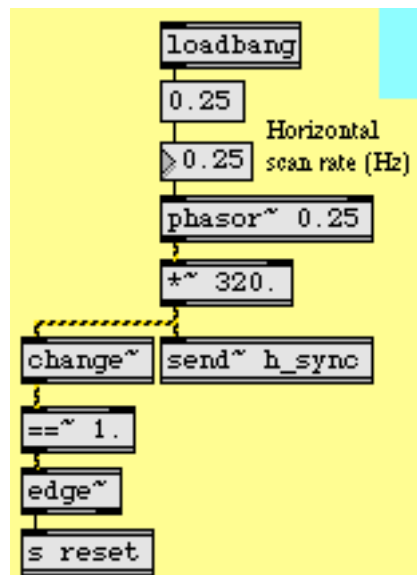 loadbang
0.25
0.25
Horizontal
scan rate (Hz)
phasor~ 0.25
*~ 320.
change~
send~ h_sync
==~ 1.
edge~
s reset